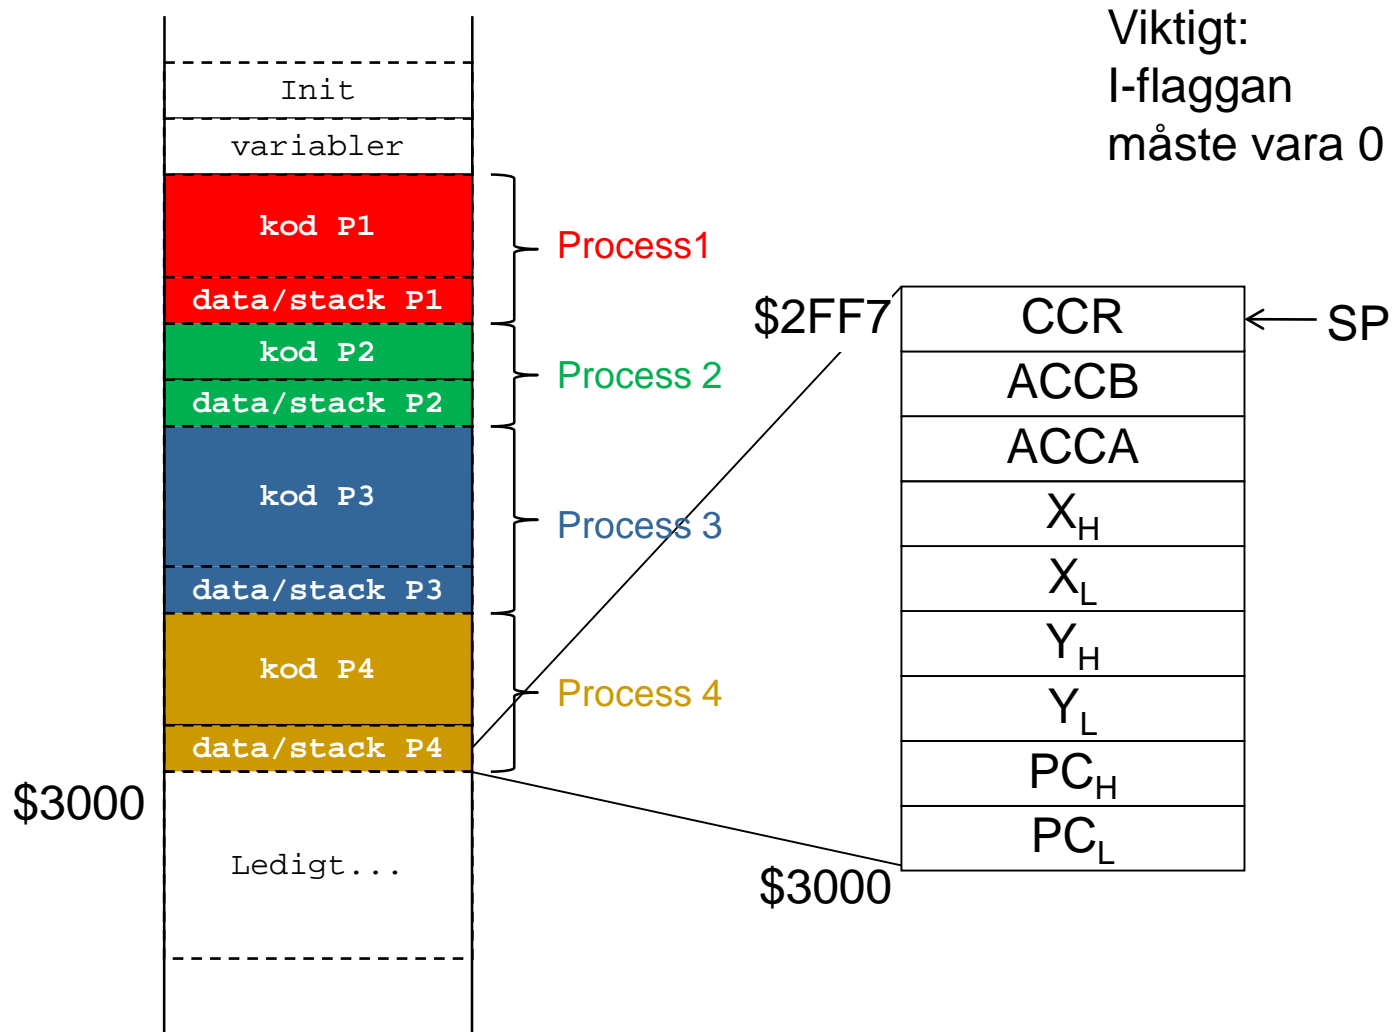 Viktigt:
I-flaggan
måste vara 0
Init
variabler
kod P1
data/stack P1
Process1
kod P2
data/stack P2
Process 2
kod P3
data/stack P3
Process 3
kod P4
data/stack P4
Process 4
$3000
Ledigt...
$2FF7
CCR
SP
ACCB
ACCA
XH
XL
YH
YL
PCH
PCL
$3000